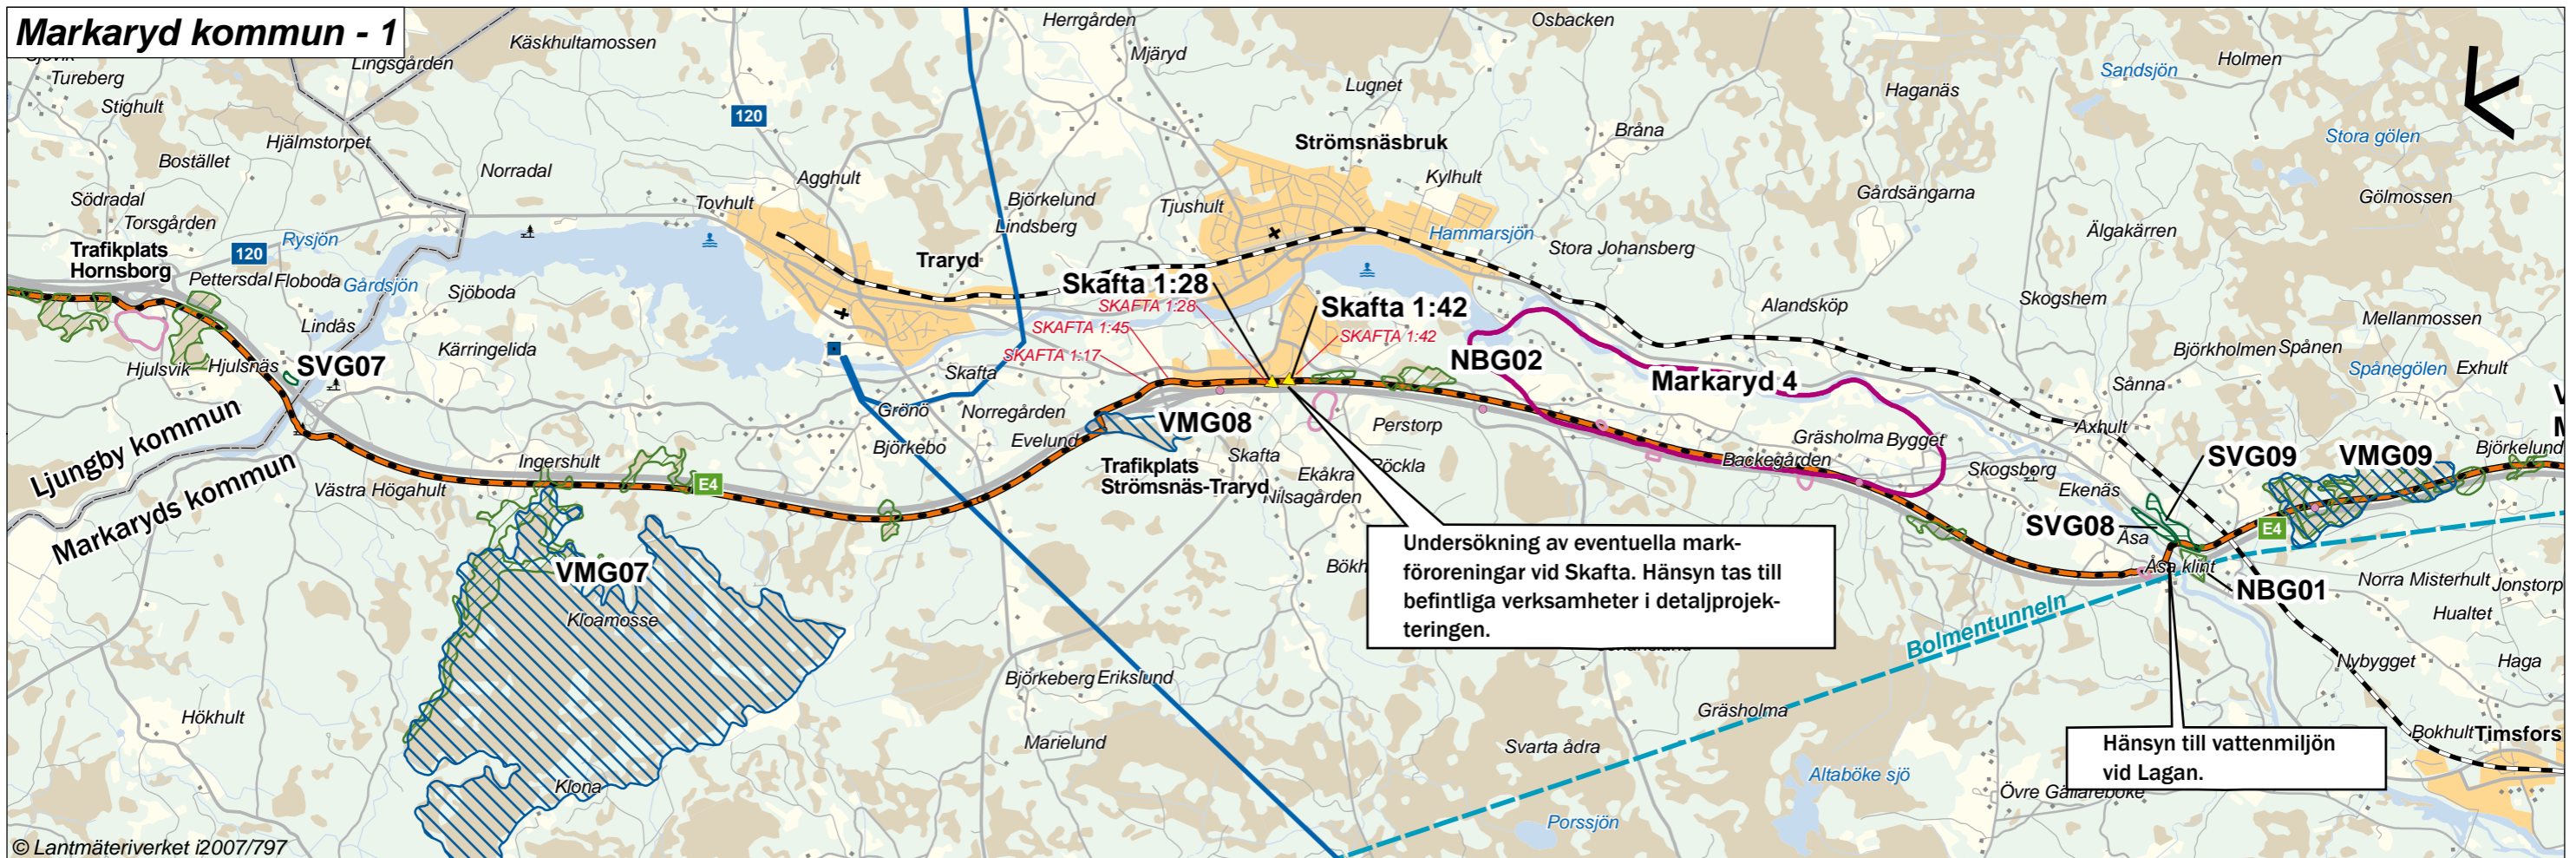 Markaryd kommun - 1
Käskhultamossen
Herrgården
Osbacken
Mjäryd
Holmen
Lingsgården
Sandsjön
Tureberg
Lugnet
Haganäs
Stighult
120
Bråna
Stora gölen
Hjälmstorpet
Strömsnäsbruk
Bostället
Norradal
Agghult
Kylhult
Gårdsängarna
Gölmossen
Södradal
Tovhult
Björkelund
Tjushult
Torsgården
Lindsberg
Älgakärren
Rysjön
Hammarsjön
Stora Johansberg
Trafikplats
Hornsborg
120
Traryd
Pettersdal
Floboda
Gårdsjön
Sjöboda
Skafta 1:28
SKAFTA 1:28
Skafta 1:42
Alandsköp
Skogshem
Mellanmossen
Lindås
SKAFTA 1:45
SKAFTA 1:42
Kärringelida
SKAFTA 1:17
NBG02
Björkholmen
Spånen
Hjulsvik
Hjulsnäs
SVG07
Skafta
Markaryd 4
Sånna
Spånegölen
Exhult
Grönö
Norregården
VMG08
Perstorp
Axhult
Ljungby kommun
Markaryds kommun
Björkebo
Evelund
Gräsholma
Bygget
Björkelund
Ingershult
Trafikplats
Strömsnäs-Traryd
Skafta
Röckla
Backegården
Skogsborg
SVG09
VMG09
E4
Ekåkra
Västra Högahult
Nilsagården
Ekenäs
SVG08
Åsa
E4
Undersökning av eventuella mark-
föroreningar vid Skafta. Hänsyn tas till
befintliga verksamheter i detaljprojek-
teringen.
VMG07
Åsa klint
NBG01
Norra Misterhult
Jonstorp
Kloamosse
Hualtet
Bolmentunneln
Nybygget
Haga
Björkeberg
Erikslund
Hökhult
Gräsholma
Marielund
Svarta ådra
Hänsyn till vattenmiljön
vid Lagan.
Bokhult
Timsfors
Klona
Altaböke sjö
Övre Gällareböke
Porssjön
© Lantmäteriverket i2007/797